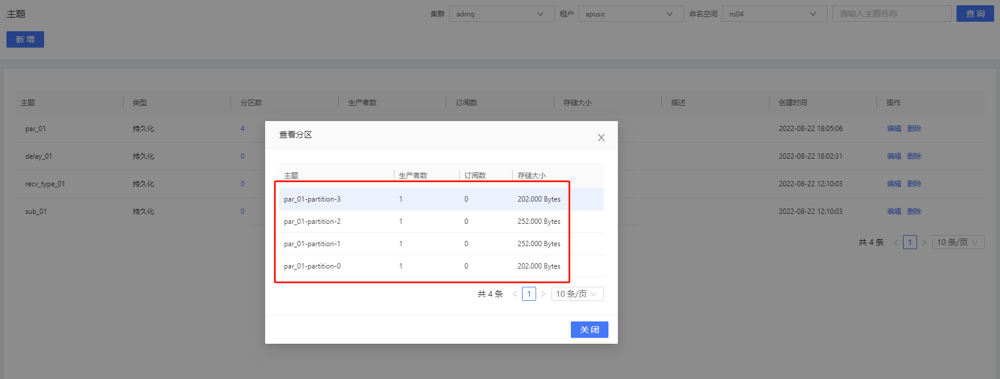 主题 集群 admq 租户 apusic 命名空间 ns04 请输入主题名称 查 询
新 增
主题 类型 分区数 生产者数 订阅数 存储大小 描述 创建时间 操作
par_01 持久化 4 2022-08-22 18:05:06 编辑 删除
delay_01 持久化 0 2022-08-22 18:02:31 编辑 删除
recv_type_01 持久化 0 2022-08-22 12:10:03 编辑 删除
sub_01 持久化 0 2022-08-22 12:10:03 编辑 删除
共 4 条 < 1 > 10 条/页
查看分区 X
主题 生产者数 订阅数 存储大小
par_01-partition-3 1 0 202.000 Bytes
par_01-partition-2 1 0 252.000 Bytes
par_01-partition-1 1 0 252.000 Bytes
par_01-partition-0 1 0 202.000 Bytes
共 4 条 < 1 > 10 条/页
关 闭